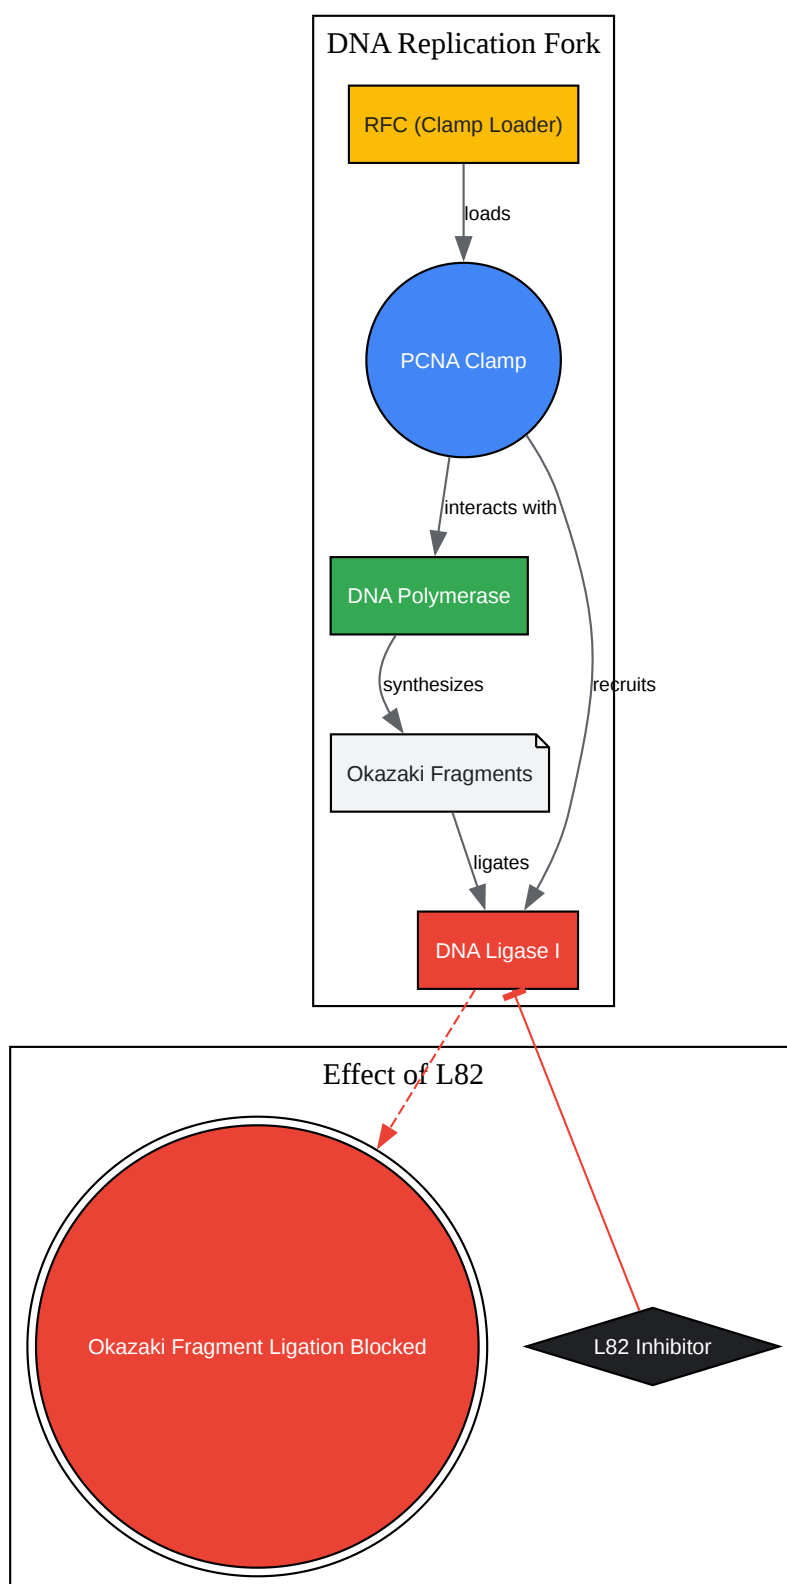 DNA Replication Fork
RFC (Clamp Loader)
loads
PCNA Clamp
interacts with
DNA Polymerase
synthesizes
recruits
Okazaki Fragments
ligates
DNA Ligase I
Effect of L82
Okazaki Fragment Ligation Blocked
L82 Inhibitor